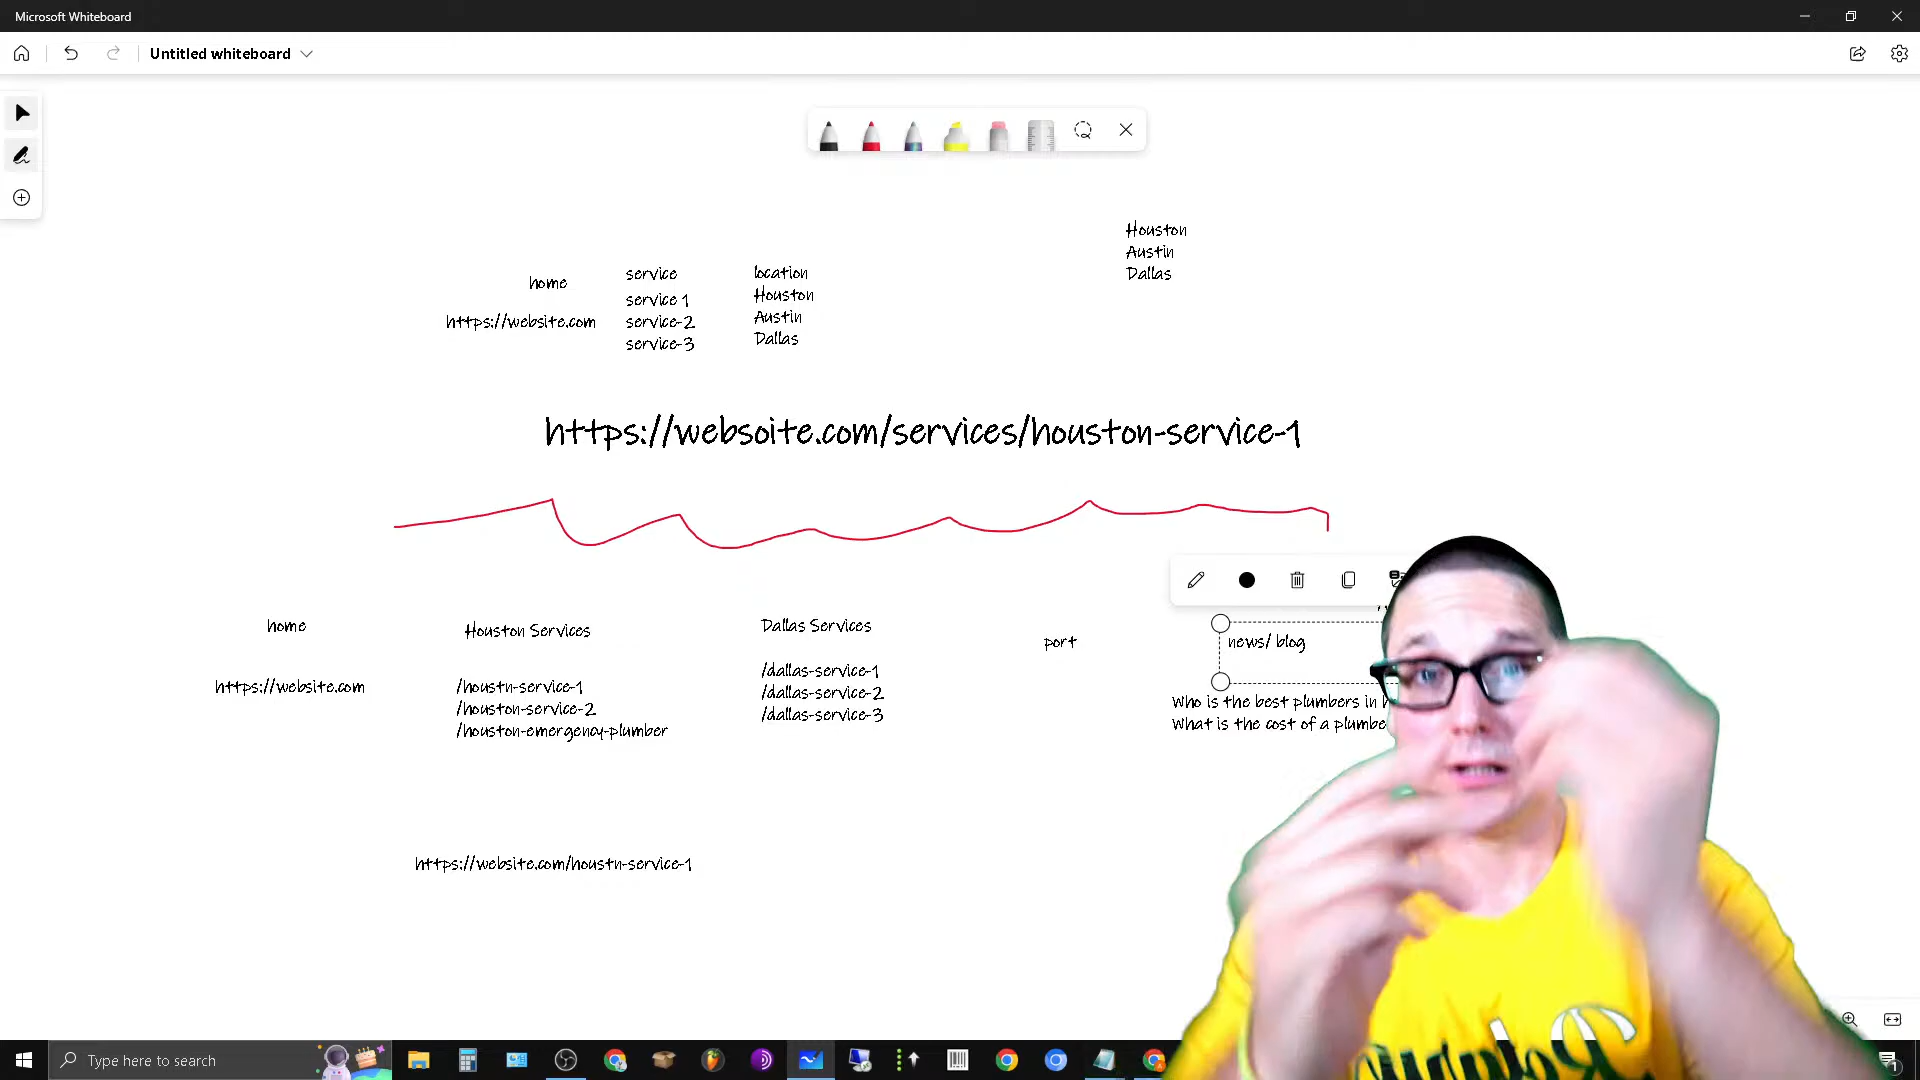 Microsoft Whiteboard
Untitled whiteboard
Houston
Austin
Dallas
home
service
location
service 1
Houston
https://website.com
service-2
Austin
service-3
Dallas
https://websoite.com/services/houston-service-1
home
Houston Services
Dallas Services
port
news/ blog
https://website.com
/houstn-service-1
/houston-service-2
/houston-emergency-plumber
/dallas-service-1
/dallas-service-2
/dallas-service-3
Who is the best plumbers in
What is the cost of a
https://website.com/houstn-service-1
Type here to search
1